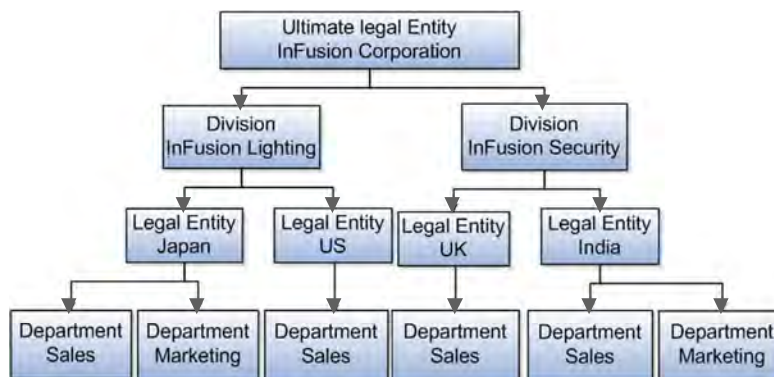 Ultimate legal Entity
InFusion Corporation
Division
InFusion Lighting
Division
InFusion Security
Legal Entity
Japan
Legal Entity
US
Legal Entity
UK
Legal Entity
India
Department
Sales
Department
Marketing
Department
Sales
Department
Sales
Department
Sales
Department
Marketing